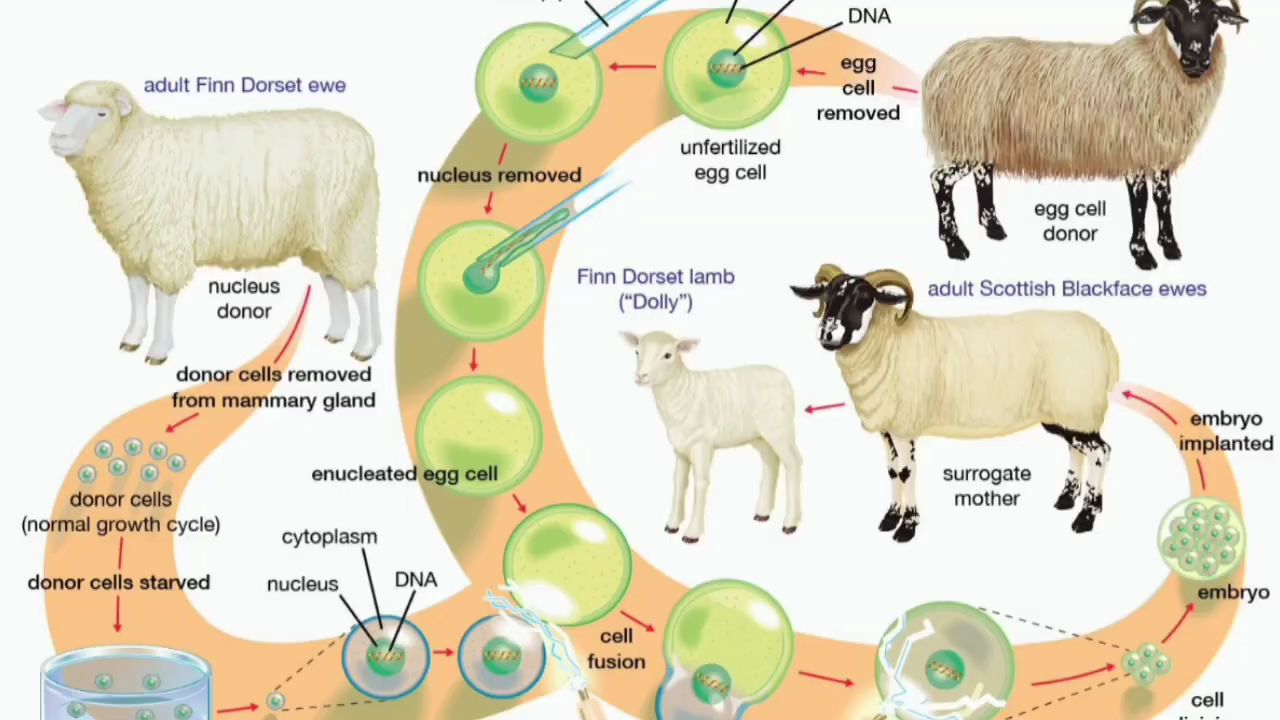 DNA
adult Finn Dorset ewe
egg
cell
removed
unfertilized
egg cell
nucleus removed
egg cell
donor
nucleus
donor
Finn Dorset lamb
(“Dolly”)
adult Scottish Blackface ewes
donor cells removed
from mammary gland
embryo
implanted
enucleated egg cell
surrogate
mother
donor cells
(normal growth cycle)
cytoplasm
nucleus
DNA
donor cells starved
embryo
cell
fusion
cell